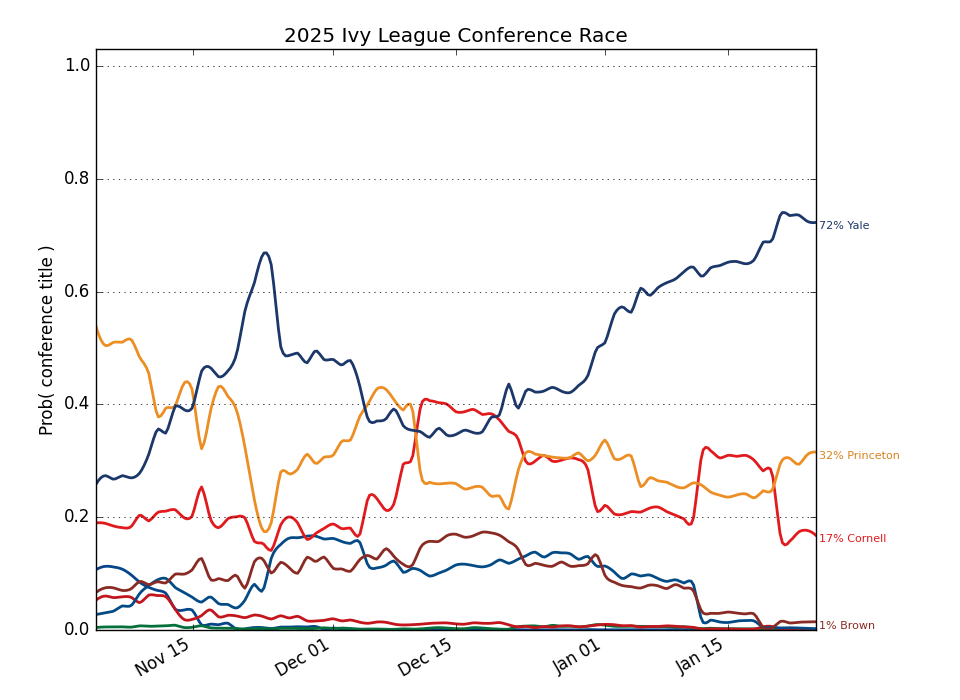 2025 Ivy League Conference Race
Prob( conference title )
1.0
0.8
0.6
0.4
0.2
0.0
72% Yale
32% Princeton
17% Cornell
1% Brown
Nov 15
Dec 01
Dec 15
Jan 01
Jan 15